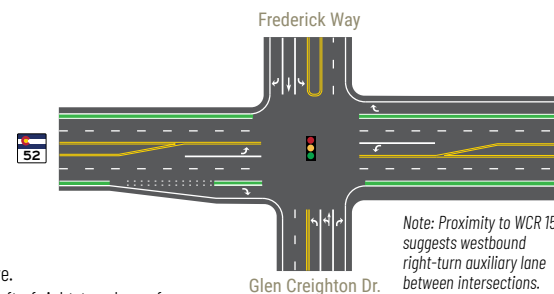 Frederick Way
52
Note: Proximity to WCR 15
suggests westbound
right-turn auxiliary lane
between intersections.
Glen Creighton Dr.